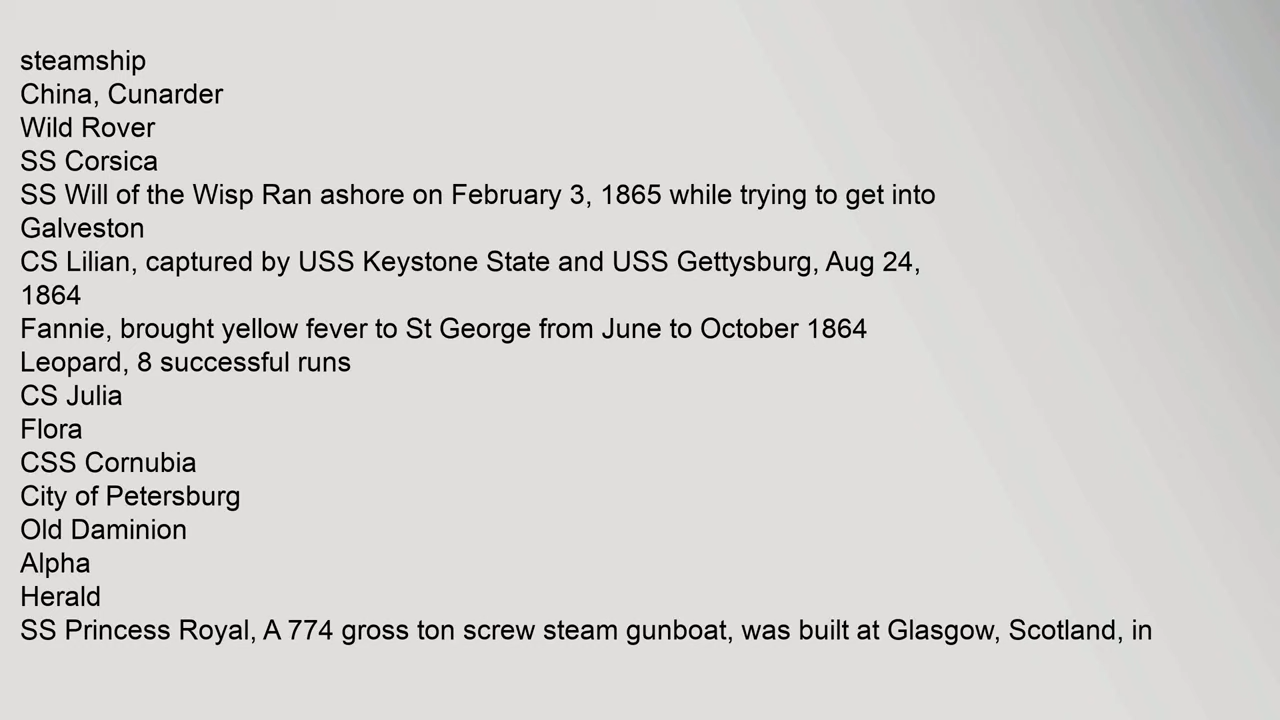 steamship
China, Cunarder
Wild Rover
SS Corsica
SS Will of the Wisp Ran ashore on February 3, 1865 while trying to get into
Galveston
CS Lilian, captured by USS Keystone State and USS Gettysburg, Aug 24,
1864
Fannie, brought yellow fever to St George from June to October 1864
Leopard, 8 successful runs
CS Julia
Flora
CSS Cornubia
City of Petersburg
Old Daminion
Alpha
Herald
SS Princess Royal, A 774 gross ton screw steam gunboat, was built at Glasgow, Scotland, in